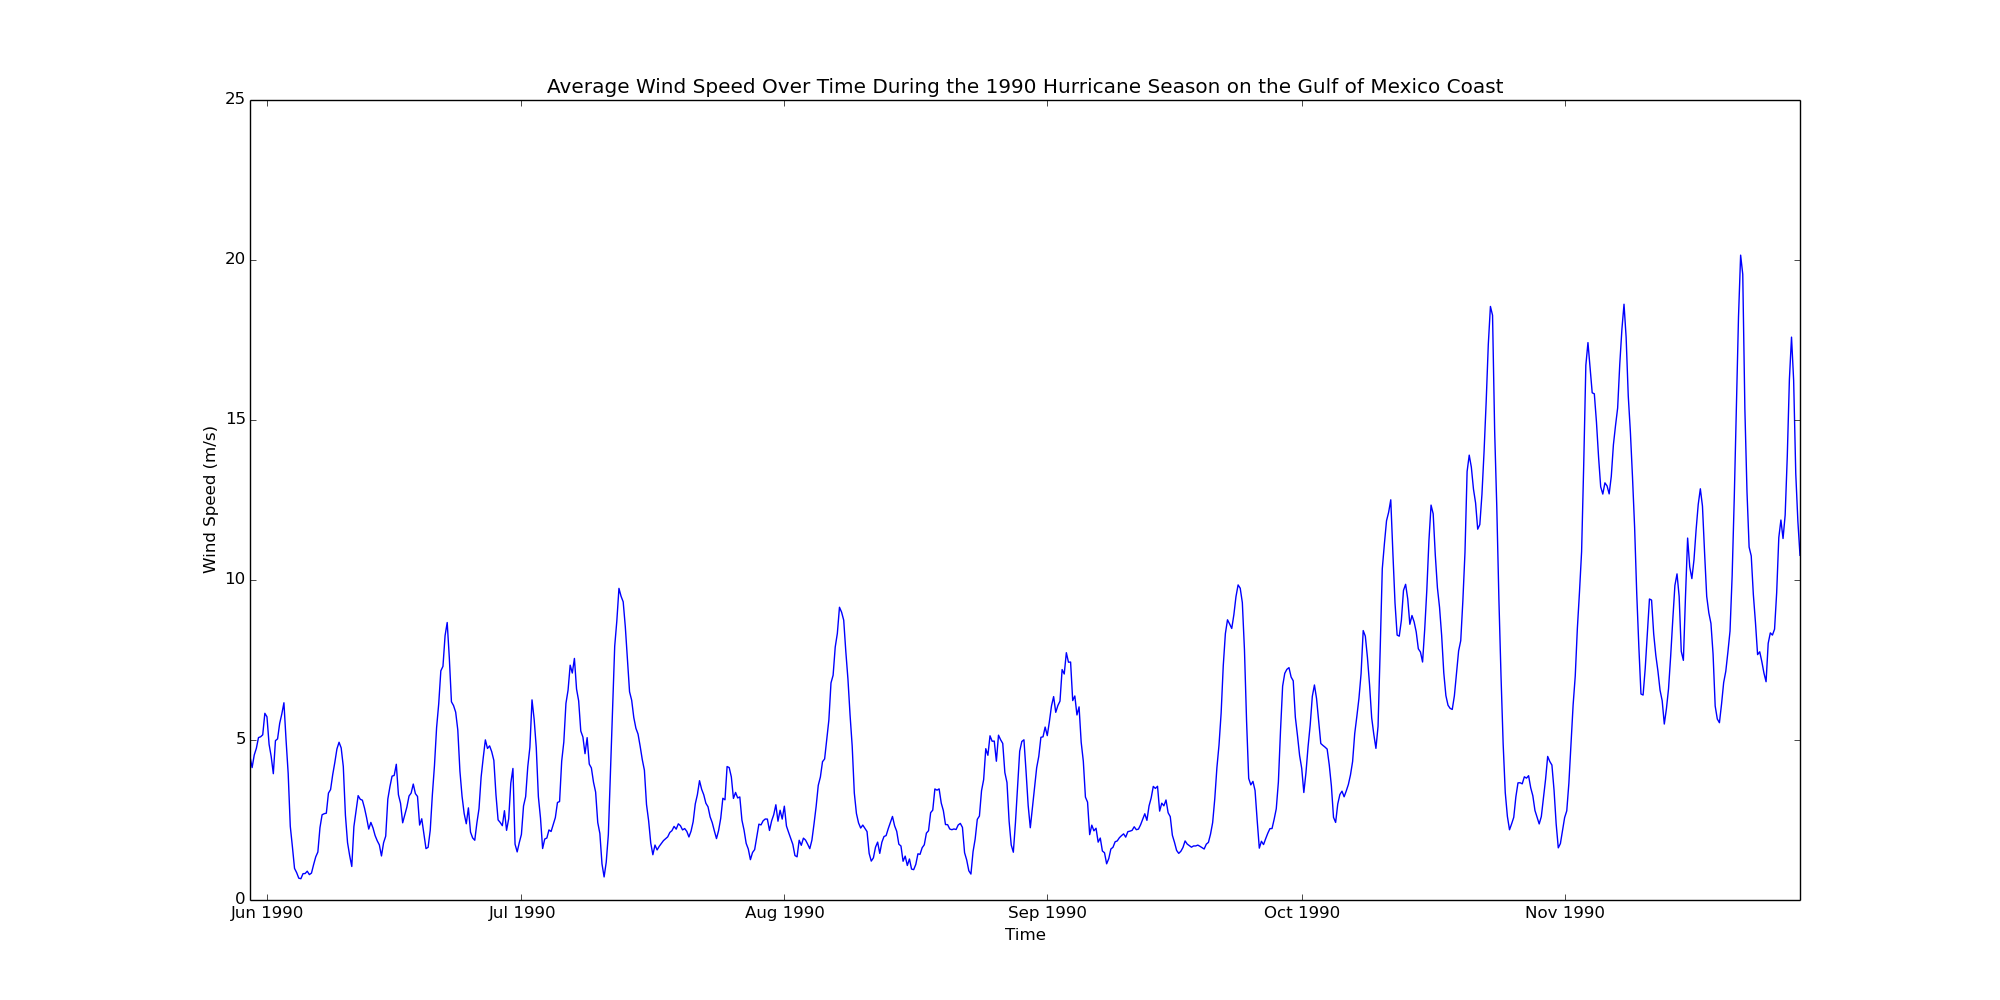 Average Wind Speed Over Time During the 1990 Hurricane Season on the Gulf of Mexico Coast
25
20
15
10
5
0
Wind Speed (m/s)
Jun 1990 Jul 1990 Aug 1990 Sep 1990 Oct 1990 Nov 1990
Time